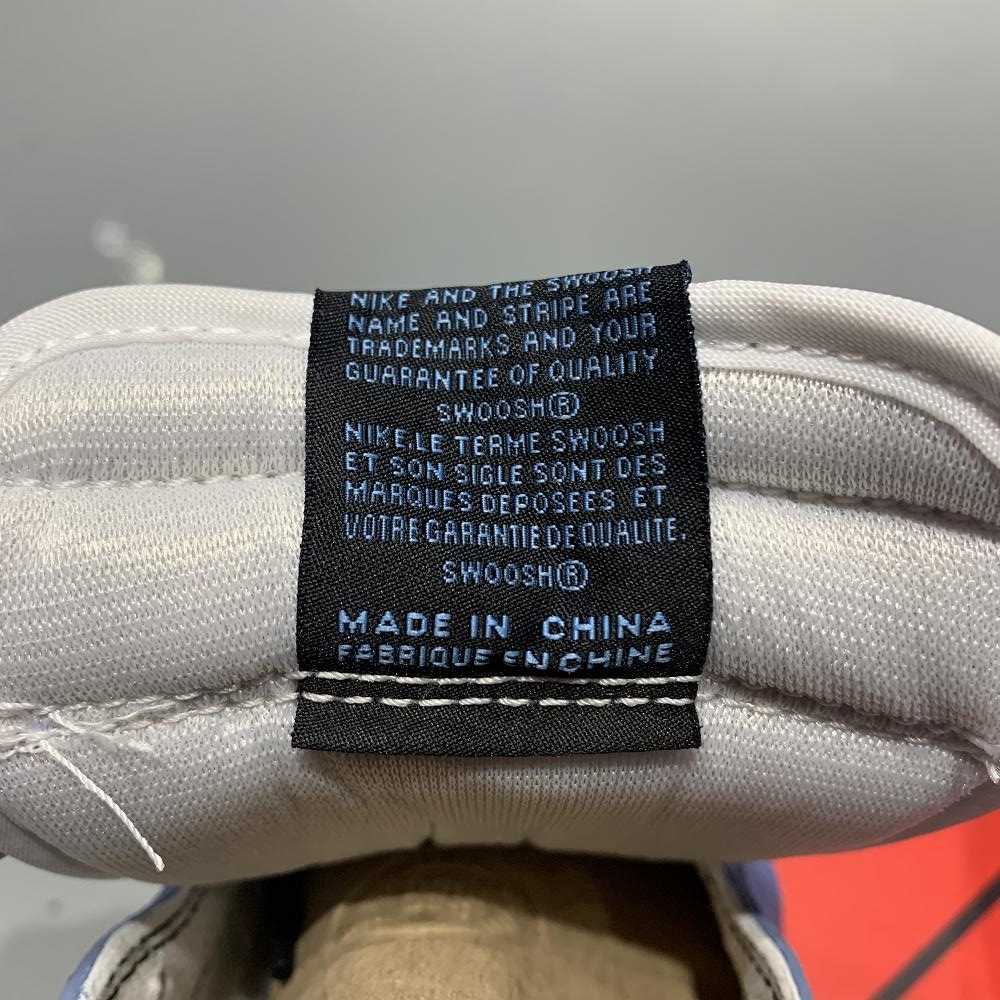 NIKE AND THE SWOOSH
NAME AND STRIPE ARE
TRADEMARKS AND YOUR
GUARANTEE OF QUALITY
SWOOSH®
NIKE.LE TERME SWOOSH
ET SON SIGLE SONT DES
MARQUES DEPOSEES ET
VOTRE GARANTIE DE QUALITE.
SWOOSH®
MADE IN CHINA
FABRIQUE EN CHINE